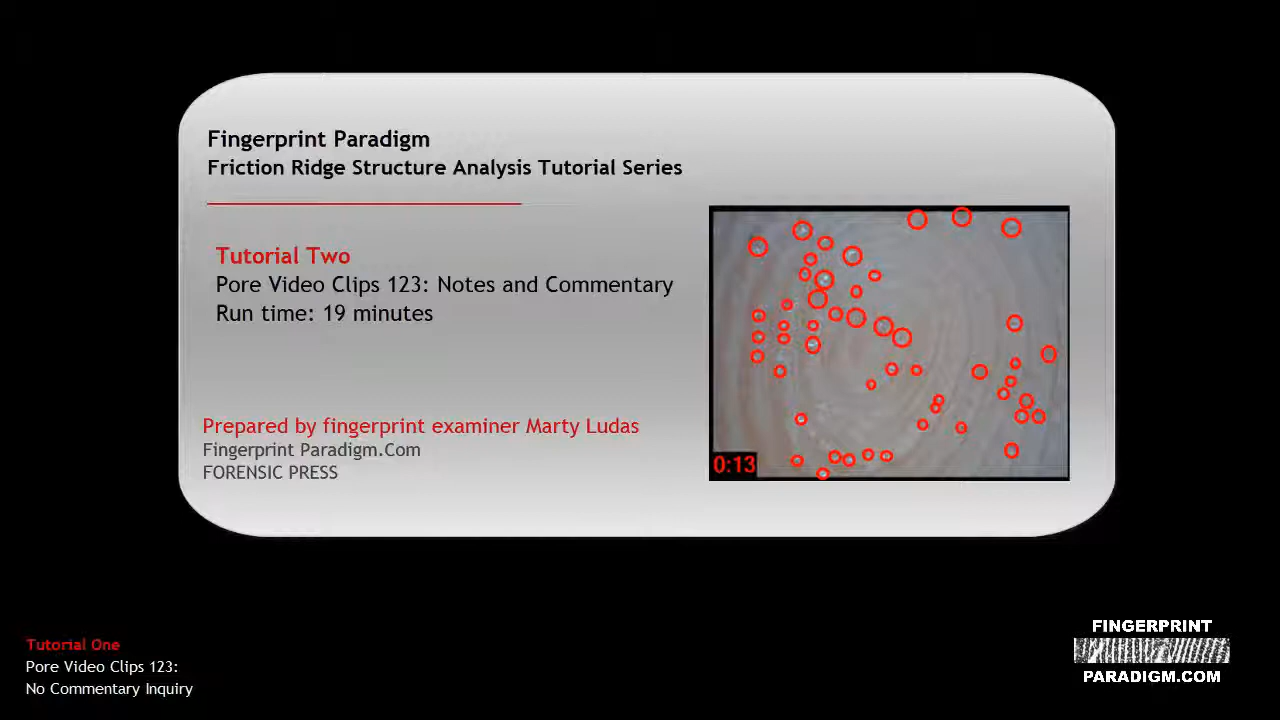 Fingerprint Paradigm
Friction Ridge Structure Analysis Tutorial Series
Tutorial Two
Pore Video Clips 123: Notes and Commentary
Run time: 19 minutes
0:13
Prepared by fingerprint examiner Marty Ludas
Fingerprint Paradigm.Com
FORENSIC PRESS
Tutorial One
Pore Video Clips 123:
No Commentary Inquiry
FINGERPRINT
PARADIGM.COM